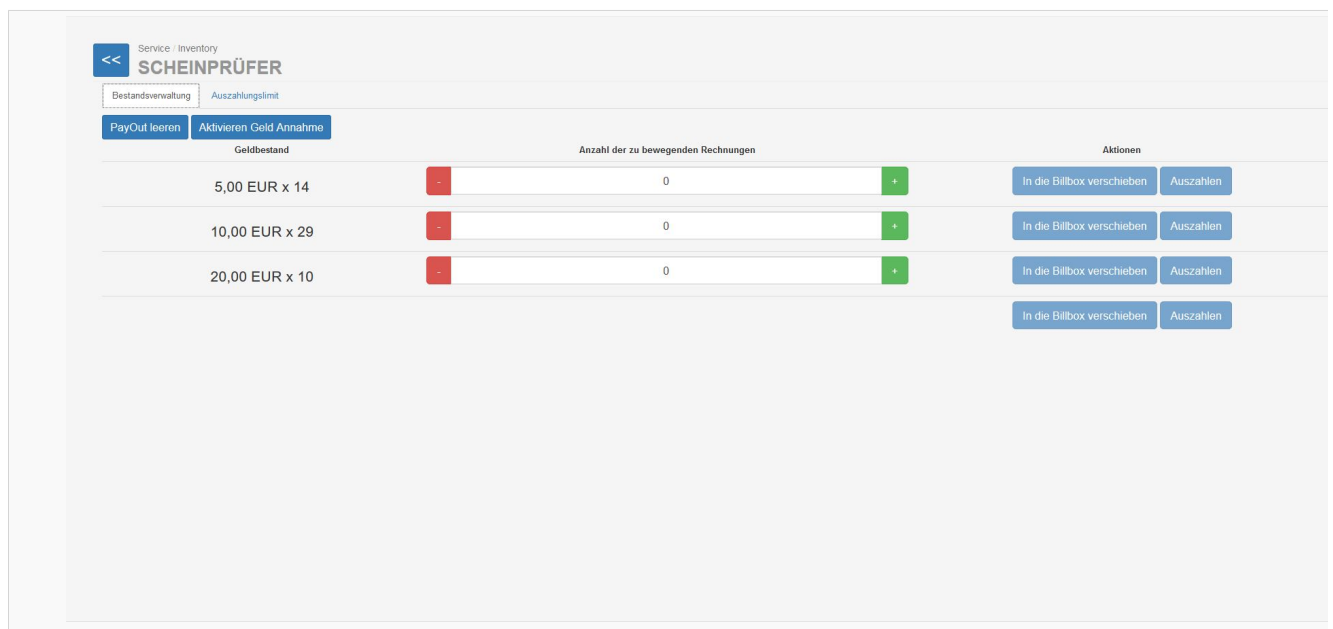 <<
Service / Inventory
SCHEINPRÜFER
Bestandsverwaltung Auszahlungslimit
PayOut leeren Aktivieren Geld Annahme
Geldbestand Anzahl der zu bewegenden Rechnungen Aktionen
5,00 EUR x 14 - 0 + In die Billbox verschieben Auszahlen
10,00 EUR x 29 - 0 + In die Billbox verschieben Auszahlen
20,00 EUR x 10 - 0 + In die Billbox verschieben Auszahlen
In die Billbox verschieben Auszahlen